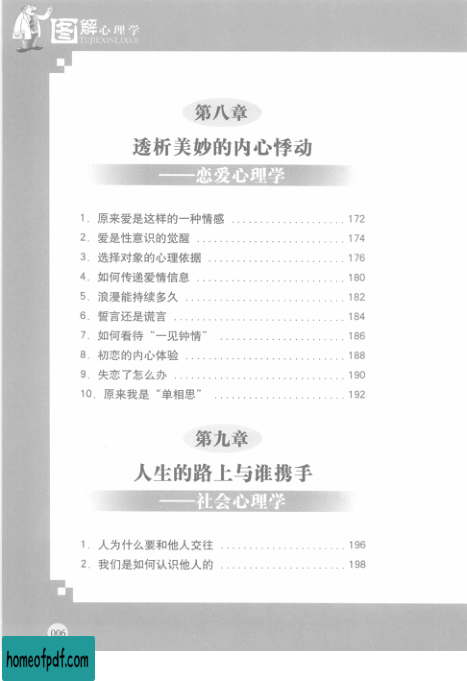 图解心理学
TUJIEXINLIXUE
第八章
透析美妙的内心悸动
——恋爱心理学
1. 原来爱是这样的一种情感 .................... 172
2. 爱是性意识的觉醒 .......................... 174
3. 选择对象的心理依据 ........................ 176
4. 如何传递爱情信息 .......................... 180
5. 浪漫能持续多久 ............................ 182
6. 誓言还是谎言 .............................. 184
7. 如何看待“一见钟情” ...................... 186
8. 初恋的内心体验 ............................ 188
9. 失恋了怎么办 .............................. 190
10. 原来我是“单相思” ....................... 192
第九章
人生的路上与谁携手
——社会心理学
1. 人为什么要和他人交往 ...................... 196
2. 我们是如何认识他人的 ...................... 198
006
homeofpdf.com